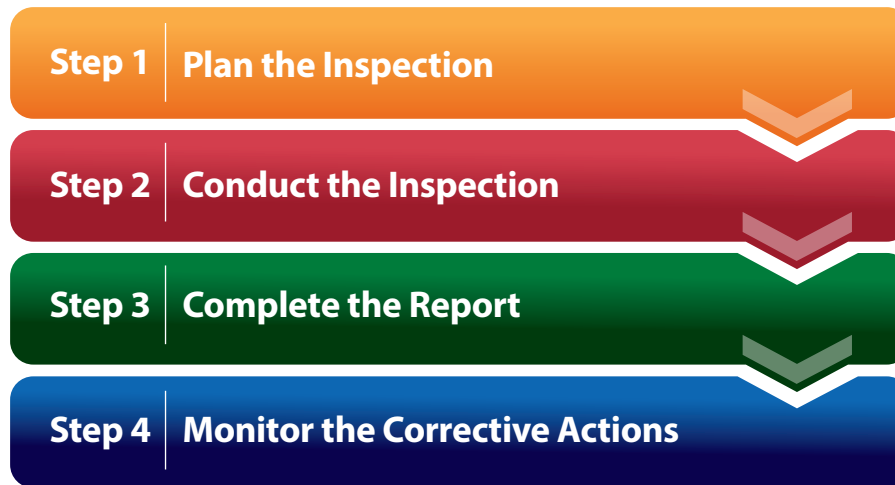 Step 1 Plan the Inspection
Step 2 Conduct the Inspection
Step 3 Complete the Report
Step 4 Monitor the Corrective Actions